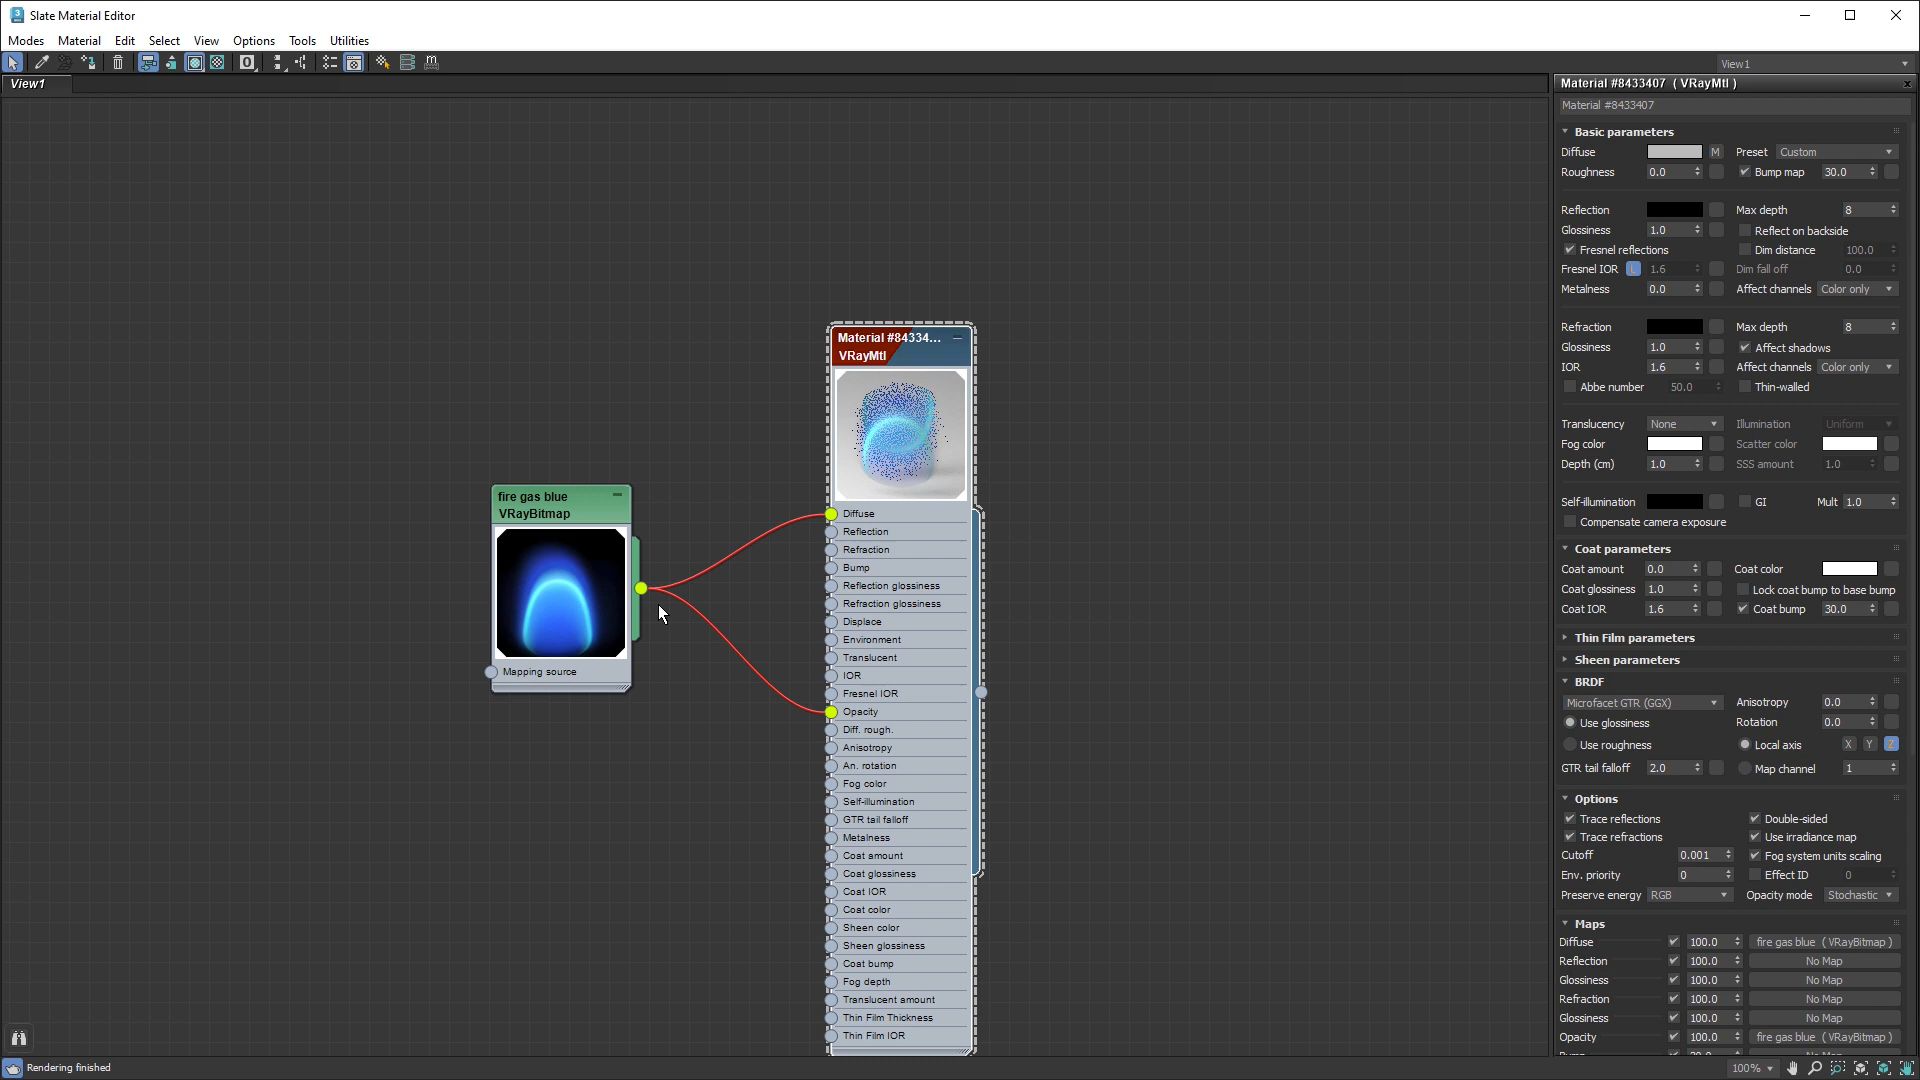 Slate Material Editor
Modes Material Edit Select View Options Tools Utilities
View1
View1
Material #8433407 ( VRayMtl )
Material #8433407
Basic parameters
Diffuse M Preset Custom
Roughness 0.0 Bump map 30.0
Reflection Max depth 8
Glossiness 1.0 Reflect on backside
Fresnel reflections Dim distance 100.0
Fresnel IOR L 1.6 Dim fall off 0.0
Metalness 0.0 Affect channels Color only
Refraction Max depth 8
Glossiness 1.0 Affect shadows
IOR 1.6 Affect channels Color only
Abbe number 50.0 Thin-walled
Translucency None Illumination Uniform
Fog color Scatter color
Depth (cm) 1.0 SSS amount 1.0
Self-illumination GI Mult 1.0
Compensate camera exposure
Coat parameters
Coat amount 0.0 Coat color
Coat glossiness 1.0 Lock coat bump to base bump
Coat IOR 1.6 Coat bump 30.0
Thin Film parameters
Sheen parameters
BRDF
Microfacet GTR (GGX) Anisotropy 0.0
Use glossiness Rotation 0.0
Use roughness Local axis X Y Z
GTR tail falloff 2.0 Map channel 1
Options
Trace reflections Double-sided
Trace refractions Use irradiance map
Cutoff 0.001 Fog system units scaling
Env. priority 0 Effect ID 0
Preserve energy RGB Opacity mode Stochastic
Maps
Diffuse 100.0 fire gas blue ( VRayBitmap )
Reflection 100.0 No Map
Glossiness 100.0 No Map
Refraction 100.0 No Map
Glossiness 100.0 No Map
Opacity 100.0 fire gas blue ( VRayBitmap )
Material #84334...
VRayMtl
Diffuse
Reflection
Refraction
Bump
Reflection glossiness
Refraction glossiness
Displace
Environment
Translucent
IOR
Fresnel IOR
Opacity
Diff. rough.
Anisotropy
An. rotation
Fog color
Self-illumination
GTR tail falloff
Metalness
Coat amount
Coat glossiness
Coat IOR
Coat color
Sheen color
Sheen glossiness
Coat bump
Fog depth
Translucent amount
Thin Film Thickness
Thin Film IOR
fire gas blue
VRayBitmap
Mapping source
Rendering finished
100%